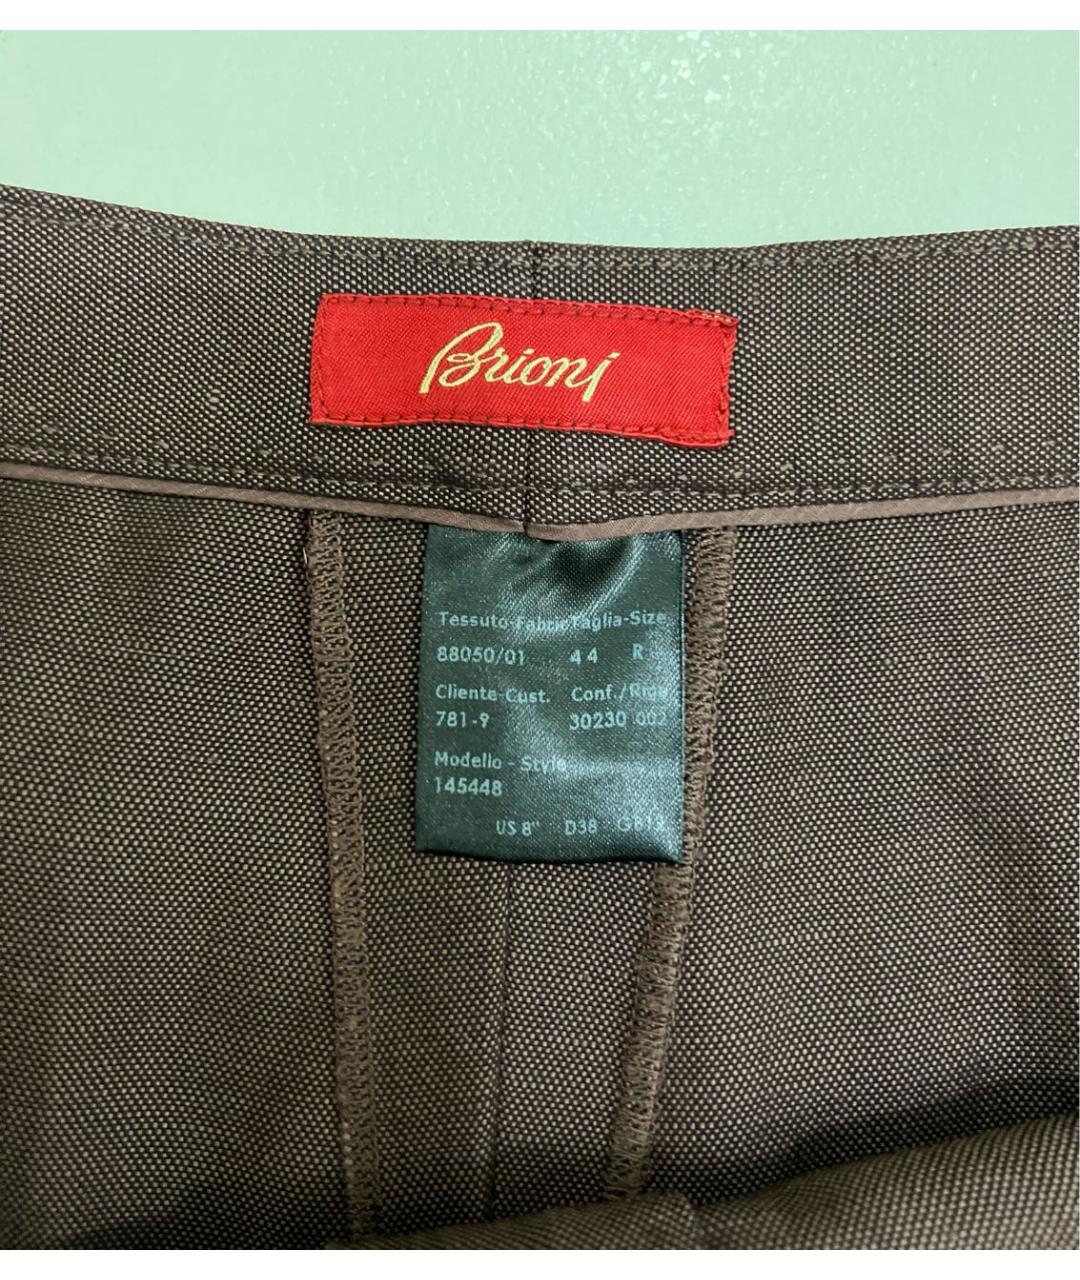 Brioni
Tessuto-Fabric Taglia-Size
88050/01 44 R
Cliente-Cust. Conf./Riga
781-9 30230 002
Modello - Style
145448
US 8" D38